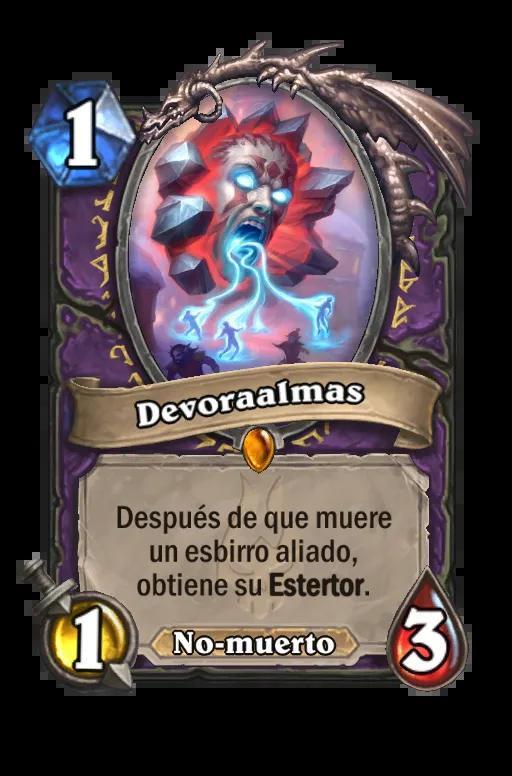 1
Devoraalmas
Después de que muere
un esbirro aliado,
obtiene su Estertor.
1
No-muerto
3